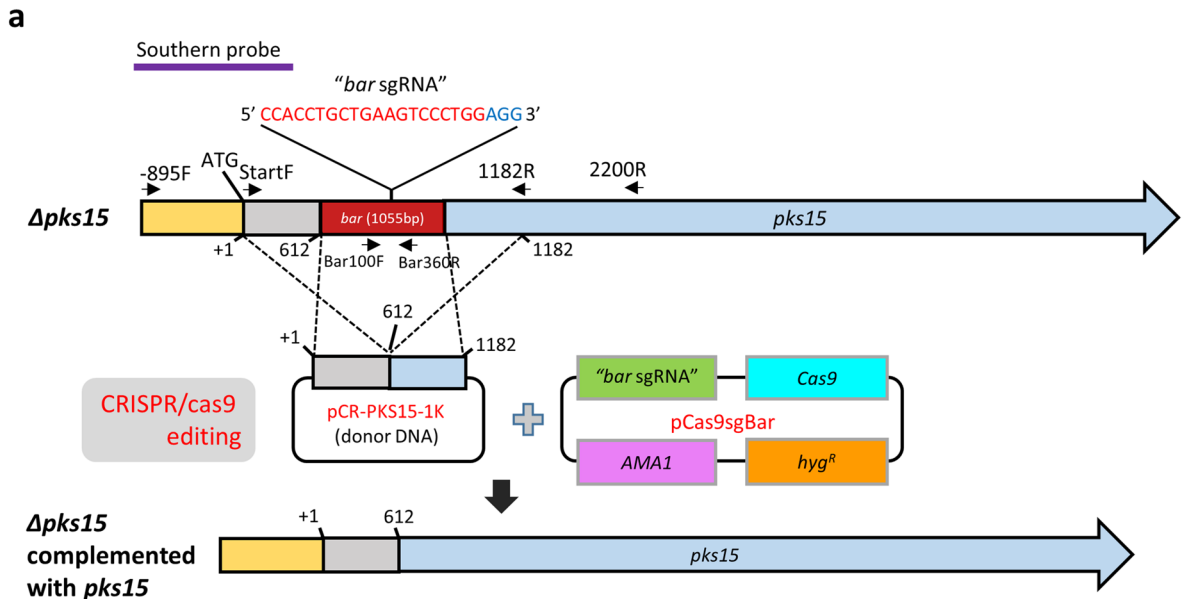 a
Southern probe
"bar sgRNA"
5' CCACCTGCTGAAGTCCCTGGAGG 3'
-895F
ATG
StartF
1182R
2200R
Δpks15
bar (1055bp)
pks15
+1
612
Bar100F
Bar360R
1182
612
+1
1182
CRISPR/cas9
editing
pCR-PKS15-1K
(donor DNA)
"bar sgRNA"
Cas9
pCas9sgBar
AMA1
hygR
Δpks15
complemented
with pks15
+1
612
pks15